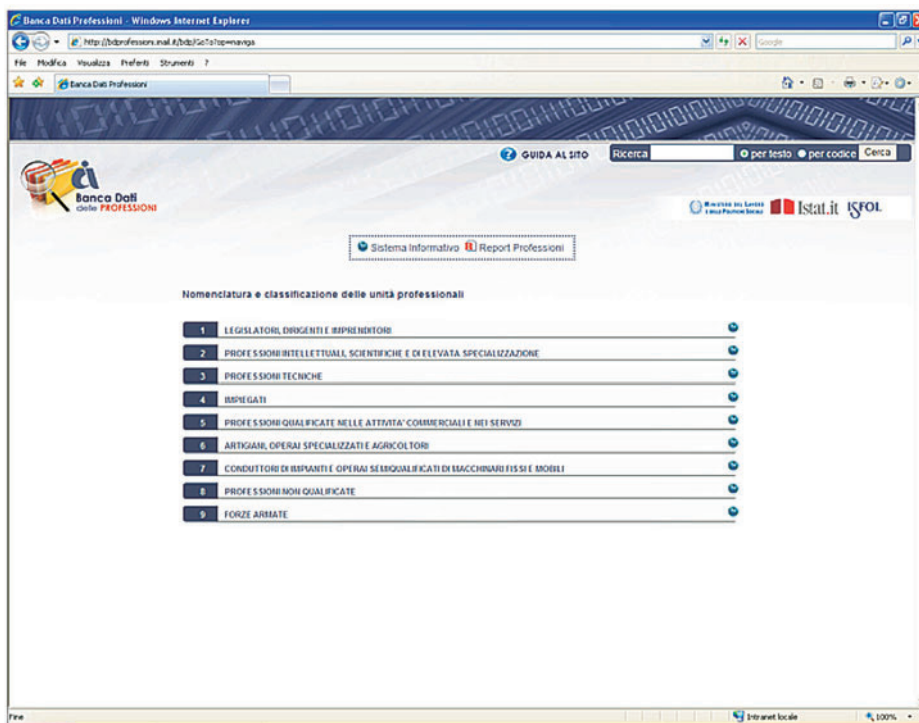 Banca Dati Professioni - Windows Internet Explorer
Google
File Modifica Visualizza Preferiti Strumenti ?
Banca Dati Professioni
GUIDA AL SITO Ricerca per testo per codice Cerca
Banca Dati
delle PROFESSIONI
Istat.it ISFOL
Sistema Informativo Report Professioni
Nomenclatura e classificazione delle unità professionali
1 LEGISLATORI, DIRIGENTI E IMPRENDITORI
2 PROFESSIONI INTELLETTUALI, SCIENTIFICHE E DI ELEVATA SPECIALIZZAZIONE
3 PROFESSIONI TECNICHE
4 IMPIEGATI
5 PROFESSIONI QUALIFICATE NELLE ATTIVITA' COMMERCIALI E NEI SERVIZI
6 ARTIGIANI, OPERAI SPECIALIZZATI E AGRICOLTORI
7 CONDUTTORI DI IMPIANTI E OPERAI SEMIQUALIFICATI DI MACCHINARI FISSI E MOBILI
8 PROFESSIONI NON QUALIFICATE
9 FORZE ARMATE
Fine Intranet locale 100%